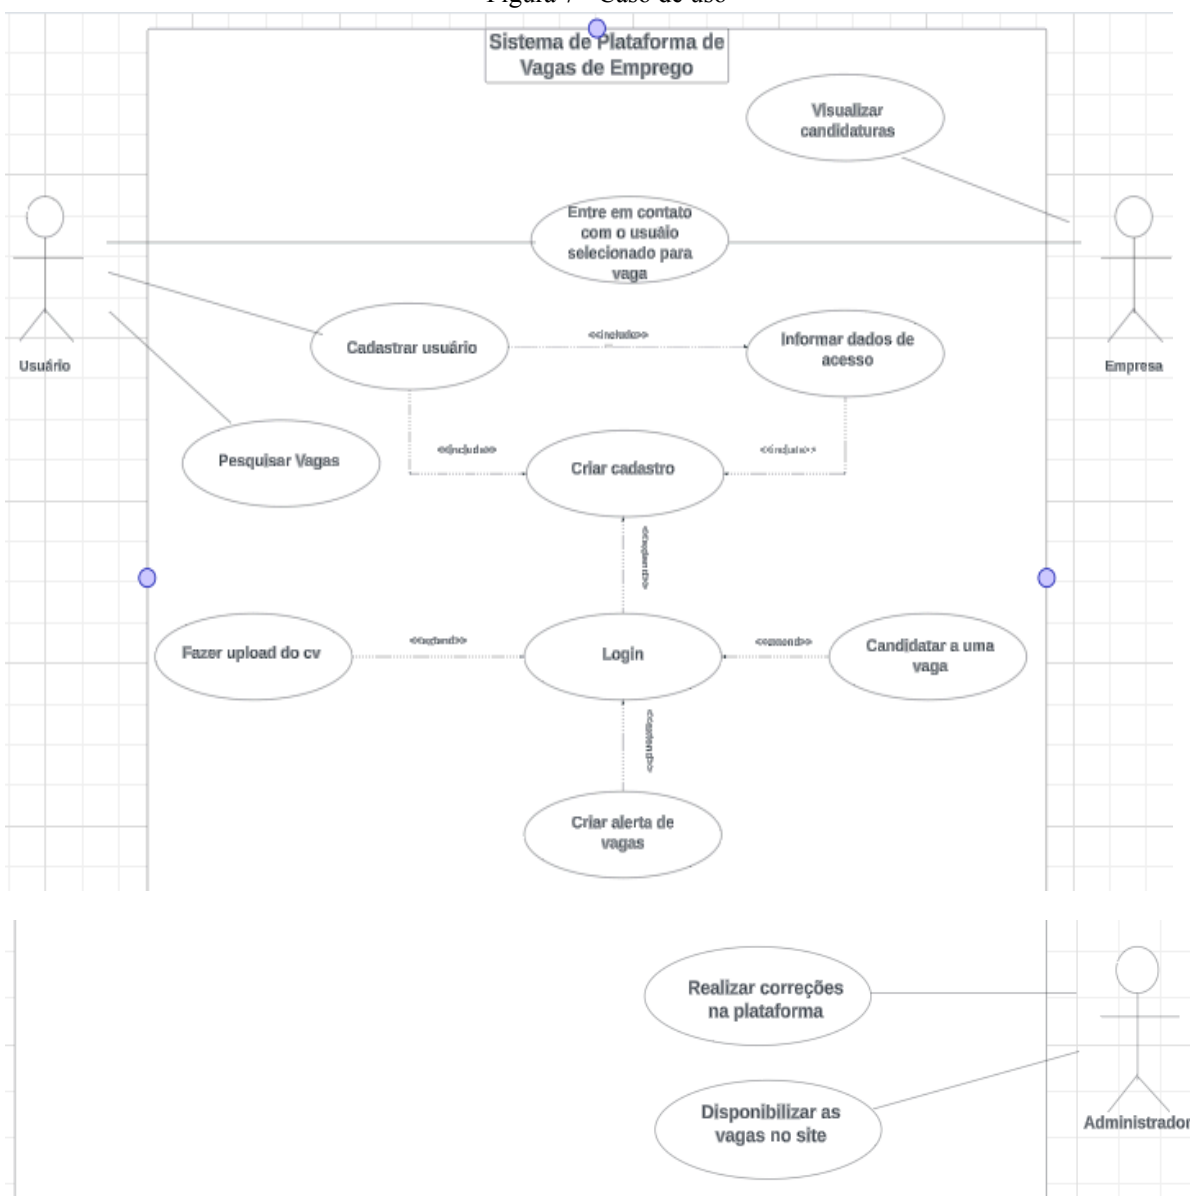 Figura 7 - Caso de uso
Sistema de Plataforma de
Vagas de Emprego
Visualizar
candidaturas
Entre em contato
com o usuáio
selecionado para
vaga
Usuário
Empresa
Cadastrar usuário
<<include>>
Informar dados de
acesso
Pesquisar Vagas
<<include>>
Criar cadastro
<<include>>
<<extend>>
Fazer upload do cv
<<extend>>
Login
<<extend>>
Candidatar a uma
vaga
<<extend>>
Criar alerta de
vagas
Realizar correções
na plataforma
Administrador
Disponibilizar as
vagas no site